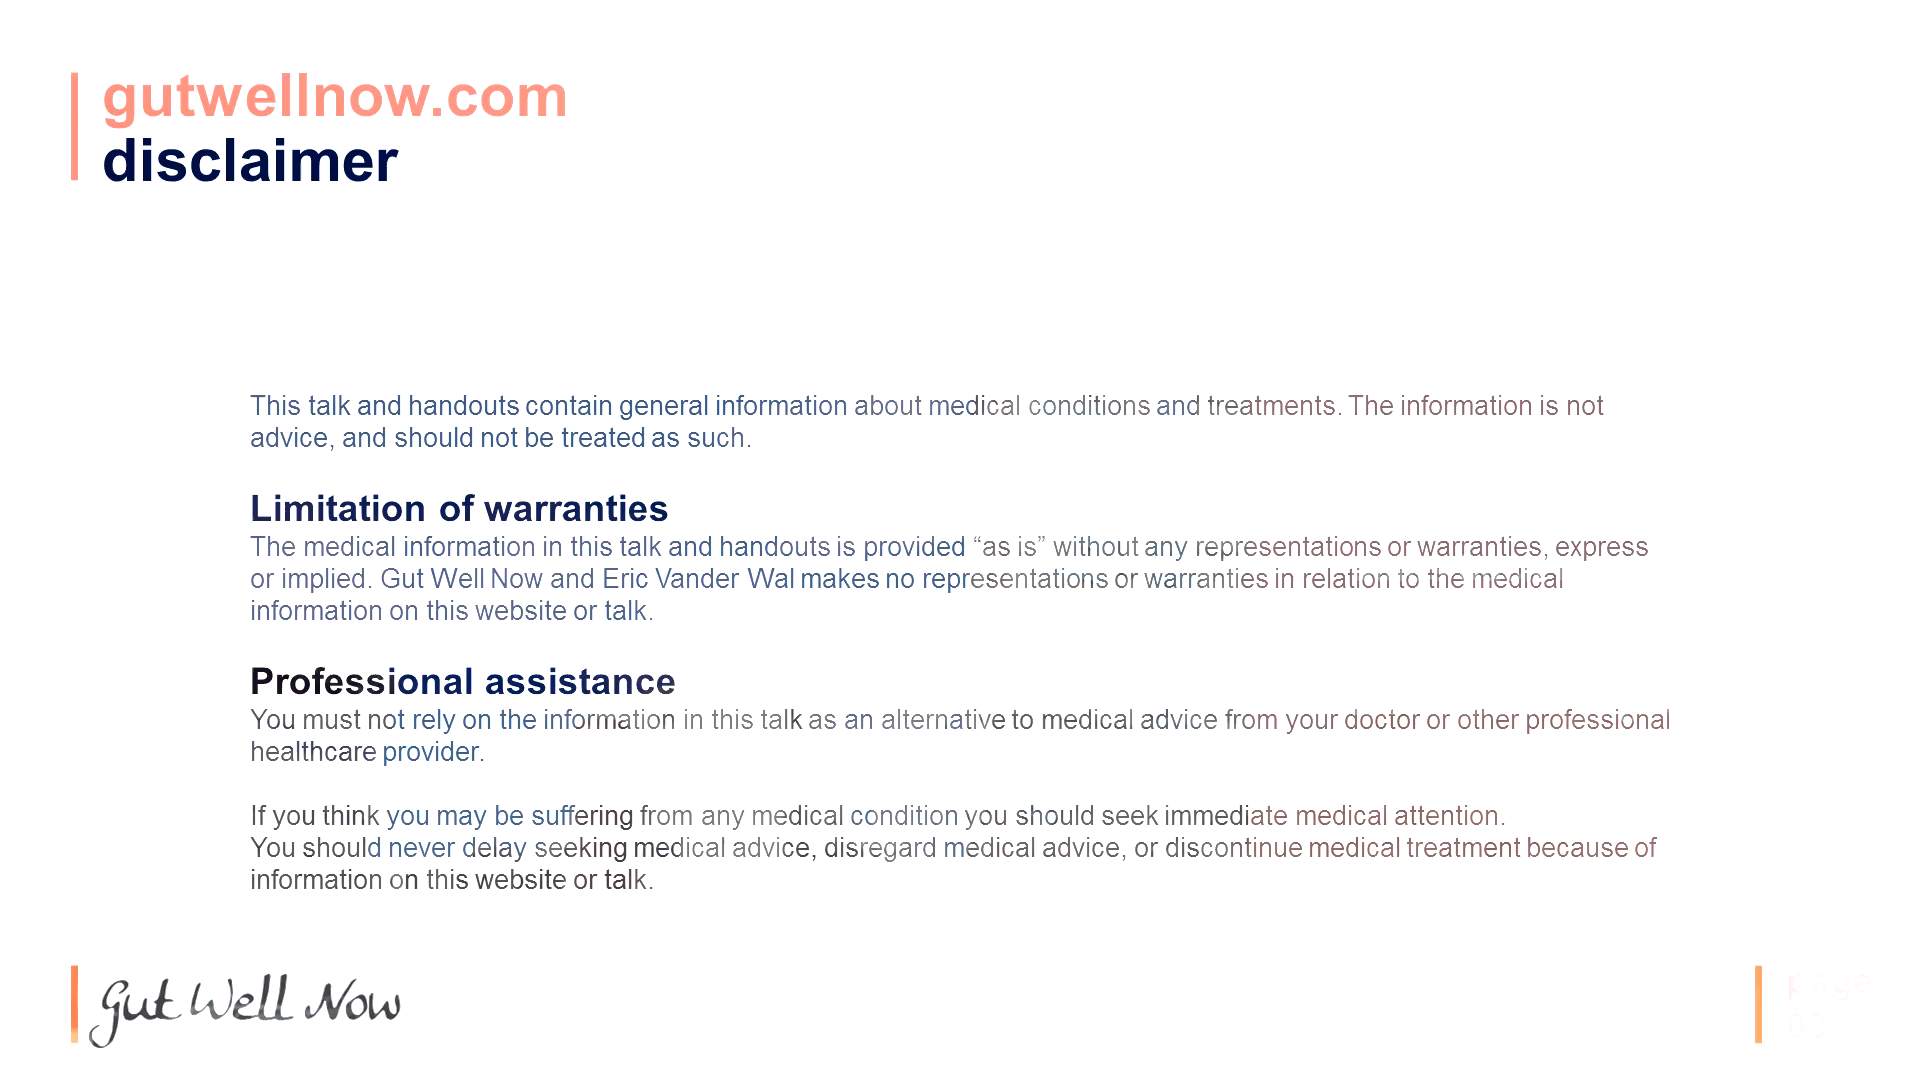 gutwellnow.com
disclaimer
This talk and handouts contain general information about medical conditions and treatments. The information is not
advice, and should not be treated as such.
Limitation of warranties
The medical information in this talk and handouts is provided “as is” without any representations or warranties, express
or implied. Gut Well Now and Eric Vander Wal makes no representations or warranties in relation to the medical
information on this website or talk.
Professional assistance
You must not rely on the information in this talk as an alternative to medical advice from your doctor or other professional
healthcare provider.
If you think you may be suffering from any medical condition you should seek immediate medical attention.
You should never delay seeking medical advice, disregard medical advice, or discontinue medical treatment because of
information on this website or talk.
Gut Well Now
page